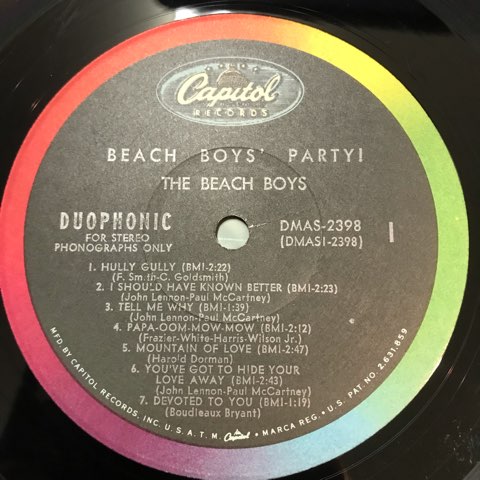 Capitol
RECORDS
BEACH BOYS' PARTY!
THE BEACH BOYS
DUOPHONIC
FOR STEREO
PHONOGRAPHS ONLY
DMAS-2398
(DMAS1-2398)
1
1. HULLY GULLY (BMI-2:22)
(F. Smith-C. Goldsmith)
2. I SHOULD HAVE KNOWN BETTER (BMI-2:23)
(John Lennon-Paul McCartney)
3. TELL ME WHY (BMI-1:39)
(John Lennon-Paul McCartney)
4. PAPA-OOM-MOW-MOW (BMI-2:12)
(Frazier-White-Harris-Wilson Jr.)
5. MOUNTAIN OF LOVE (BMI-2:47)
(Harold Dorman)
6. YOU'VE GOT TO HIDE YOUR
LOVE AWAY (BMI-2:43)
(John Lennon-Paul McCartney)
7. DEVOTED TO YOU (BMI-1:19)
(Boudleaux Bryant)
MFD. BY CAPITOL RECORDS, INC. U.S.A. T.M. Capitol • MARCA REG. • U.S. PAT. NO. 2,631,859